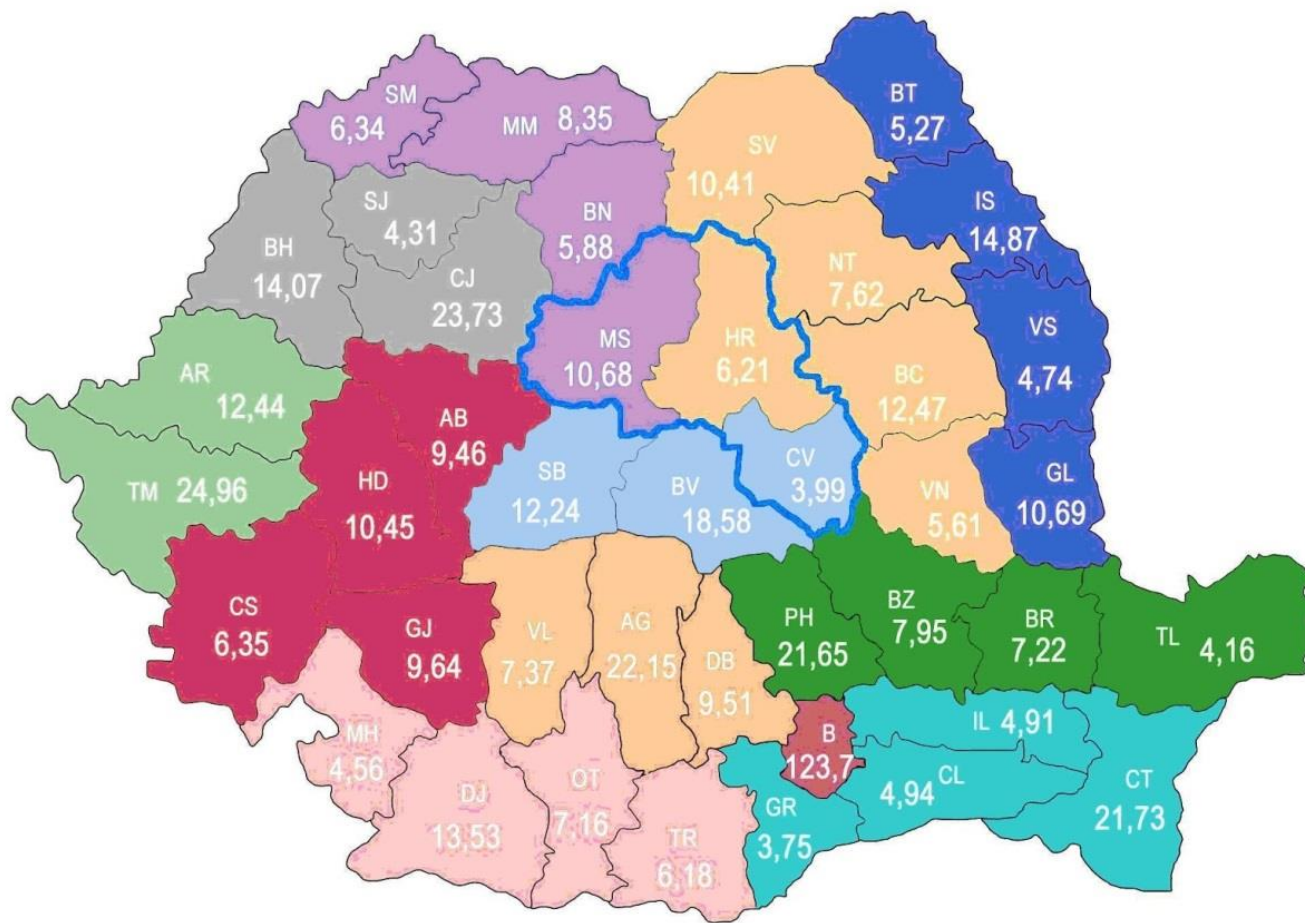 SM
6,34
MM 8,35
BT
5,27
SV
10,41
SJ
4,31
BN
5,88
IS
14,87
BH
14,07
CJ
23,73
NT
7,62
VS
4,74
MS
10,68
HR
6,21
AR
12,44
BC
12,47
AB
9,46
TM 24,96
HD
10,45
SB
12,24
BV
18,58
CV
3,99
VN
5,61
GL
10,69
CS
6,35
GJ
9,64
VL
7,37
AG
22,15
DB
9,51
PH
21,65
BZ
7,95
BR
7,22
TL 4,16
MH
4,56
DJ
13,53
OT
7,16
TR
6,18
B
123,7
GR
3,75
IL 4,91
4,94 CL
CT
21,73